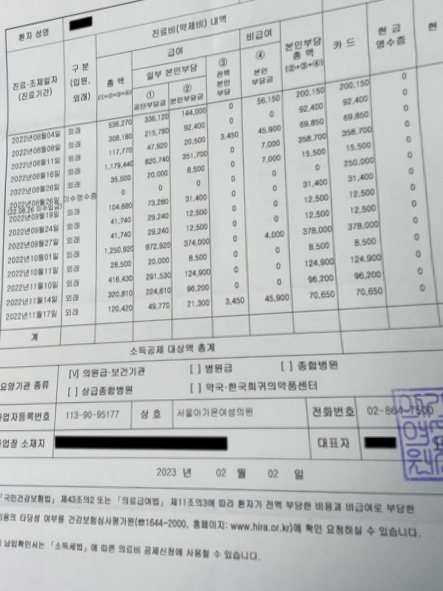 환자 성명
진료비(약제비) 내역
진료·조제일자 (진료기간) 구 분 (입원, 외래) 총 액 (①+②+③+④) 급여 비급여 본인부담 총액 (②+③+④) 카 드 현 금 영수증 현
일부 본인부담 ③ 전액 본인 부담 ④ 본인 부담금
① 공단부담금 ② 본인부담금
2022년08월04일 외래 536,270 336,120 144,000 0 56,150 200,150 200,150
2022년08월08일 외래 308,180 215,780 92,400 0 0 92,400 92,400
2022년08월11일 외래 117,770 47,920 20,500 3,450 45,900 69,850 69,850
2022년08월16일 외래 1,179,440 820,740 351,700 0 7,000 358,700 358,700
2022년08월26일 외래 35,500 20,000 8,500 0 7,000 15,500 15,500
2022년08월26일 미수영수증 0 0 0 0 0 0 250,000
2022년09월19일 외래 104,680 73,280 31,400 0 0 31,400 31,400
2022년09월24일 외래 41,740 29,240 12,500 0 0 12,500 12,500
2022년09월27일 외래 41,740 29,240 12,500 0 0 12,500 12,500
2022년10월01일 외래 1,250,920 872,920 374,000 0 4,000 378,000 378,000
2022년10월11일 외래 28,500 20,000 8,500 0 0 8,500 8,500
2022년10월11일 외래 416,430 291,530 124,900 0 0 124,900 124,900
2022년11월14일 외래 320,810 224,610 96,200 0 0 96,200 96,200
2022년11월17일 외래 120,420 49,770 21,300 3,450 45,900 70,650 70,650
계
소득공제 대상액 총계
요양기관 종류 [V] 의원급·보건기관 [ ] 병원급 [ ] 종합병원
[ ] 상급종합병원 [ ] 약국·한국희귀의약품센터
사업자등록번호 113-90-95177 상 호 서울아가온여성의원 전화번호 02-864-7500
사업장 소재지 대표자
2023 년 02 월 02 일
「국민건강보험법」 제43조의2 또는 「의료급여법」 제11조의3에 따라 환자가 전액 부담한 비용과 비급여로 부담한
비용의 타당성 여부를 건강보험심사평가원(☎1644-2000, 홈페이지: www.hira.or.kr)에 확인 요청하실 수 있습니다.
납입확인서는 「소득세법」에 따른 의료비 공제신청에 사용할 수 있습니다.